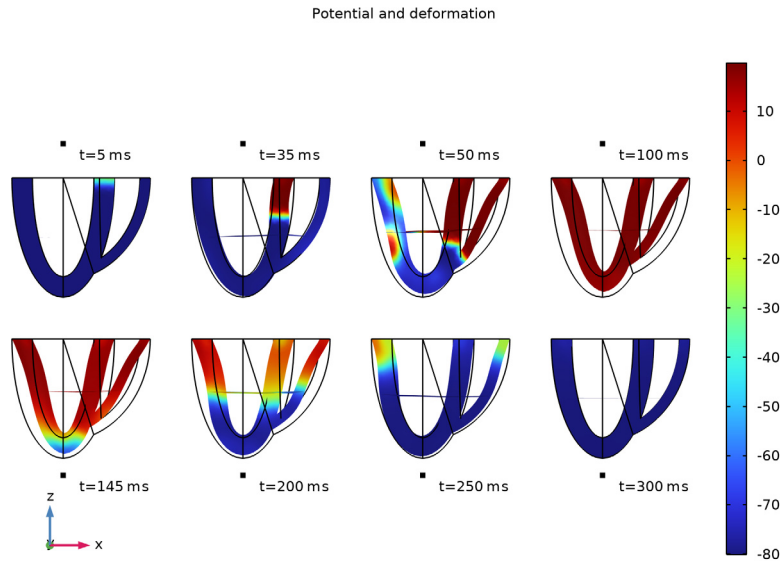 Potential and deformation
t=5 ms
t=35 ms
t=50 ms
t=100 ms
t=145 ms
t=200 ms
t=250 ms
t=300 ms
10
0
-10
-20
-30
-40
-50
-60
-70
-80
z
y
x